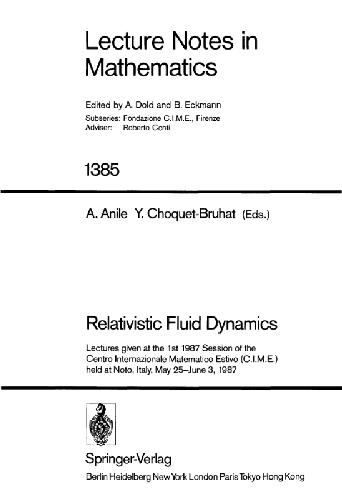 Lecture Notes in
Mathematics
Edited by A. Dold and B. Eckmann
Subseries: Fondazione C.I.M.E., Firenze
Adviser: Roberto Conti
1385
A. Anile Y. Choquet-Bruhat (Eds.)
Relativistic Fluid Dynamics
Lectures given at the 1st 1987 Session of the
Centro Internazionale Matematico Estivo (C.I.M.E.)
held at Noto, Italy, May 25–June 3, 1987
Springer-Verlag
Berlin Heidelberg New York London Paris Tokyo Hong Kong